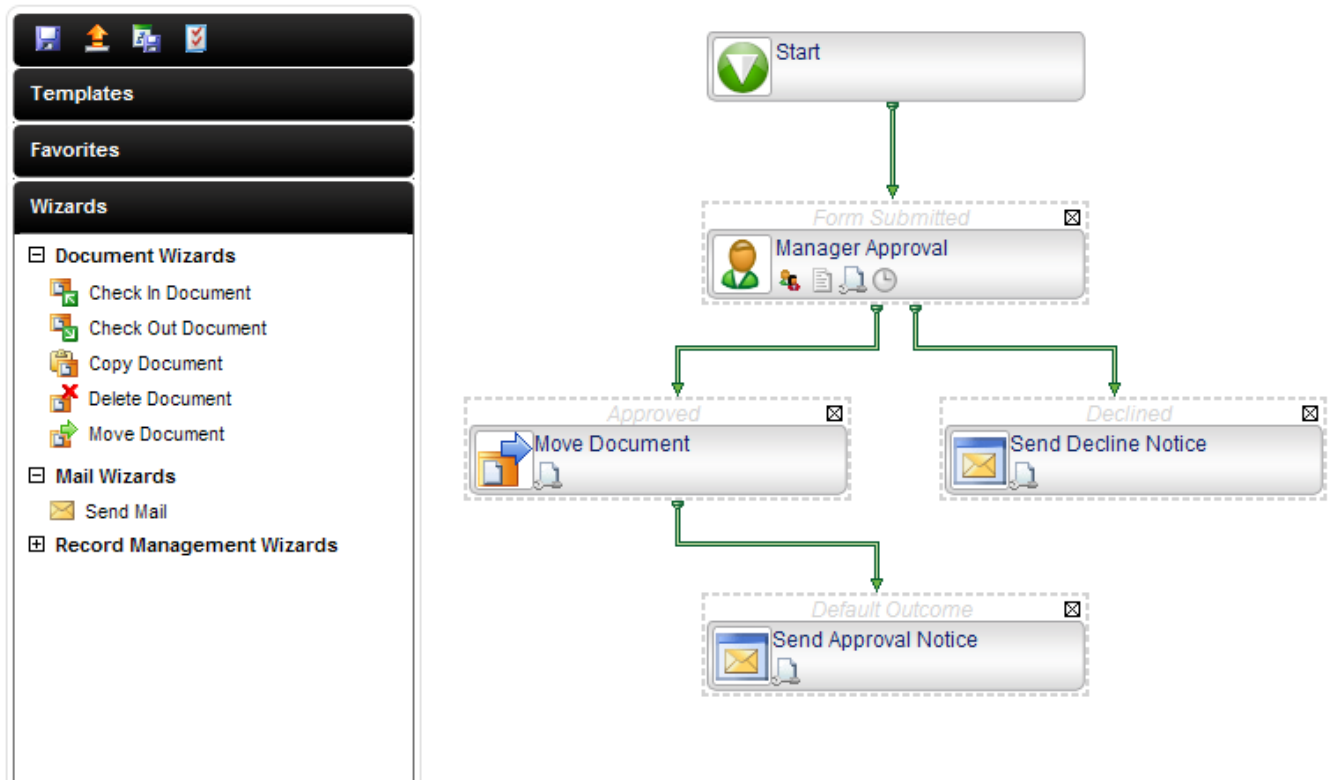 Templates
Favorites
Wizards
Document Wizards
Check In Document
Check Out Document
Copy Document
Delete Document
Move Document
Mail Wizards
Send Mail
Record Management Wizards
Start
Form Submitted
Manager Approval
Approved
Move Document
Declined
Send Decline Notice
Default Outcome
Send Approval Notice